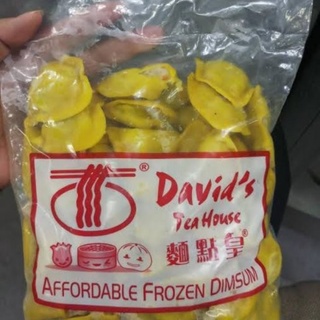 David's
Tea House
麵點皇®
®
AFFORDABLE FROZEN DIMSUM